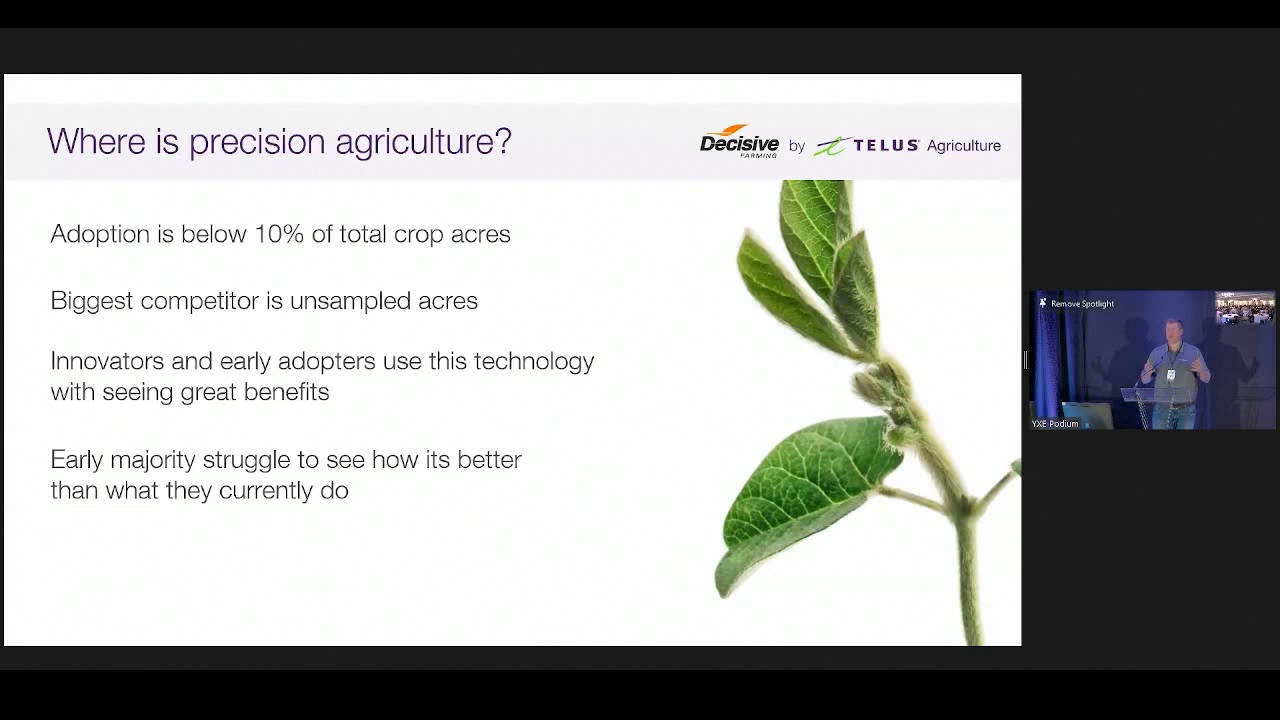 Where is precision agriculture?
Decisive FARMING by TELUS Agriculture
Adoption is below 10% of total crop acres
Biggest competitor is unsampled acres
Innovators and early adopters use this technology
with seeing great benefits
Early majority struggle to see how its better
than what they currently do
Remove Spotlight
YXE Podium